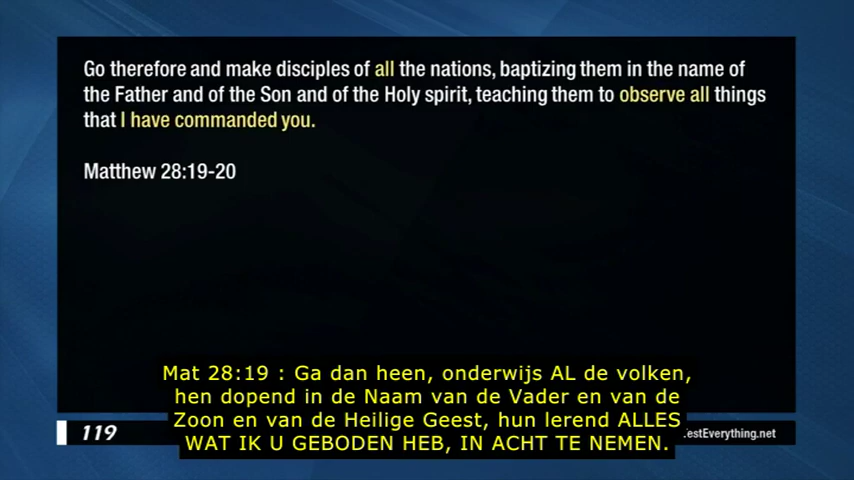 Go therefore and make disciples of all the nations, baptizing them in the name of
the Father and of the Son and of the Holy spirit, teaching them to observe all things
that I have commanded you.
Matthew 28:19-20
Mat 28:19 : Ga dan heen, onderwijs AL de volken,
hen dopend in de Naam van de Vader en van de
Zoon en van de Heilige Geest, hun lerend ALLES
WAT IK U GEBODEN HEB, IN ACHT TE NEMEN.
119
estEverything.net